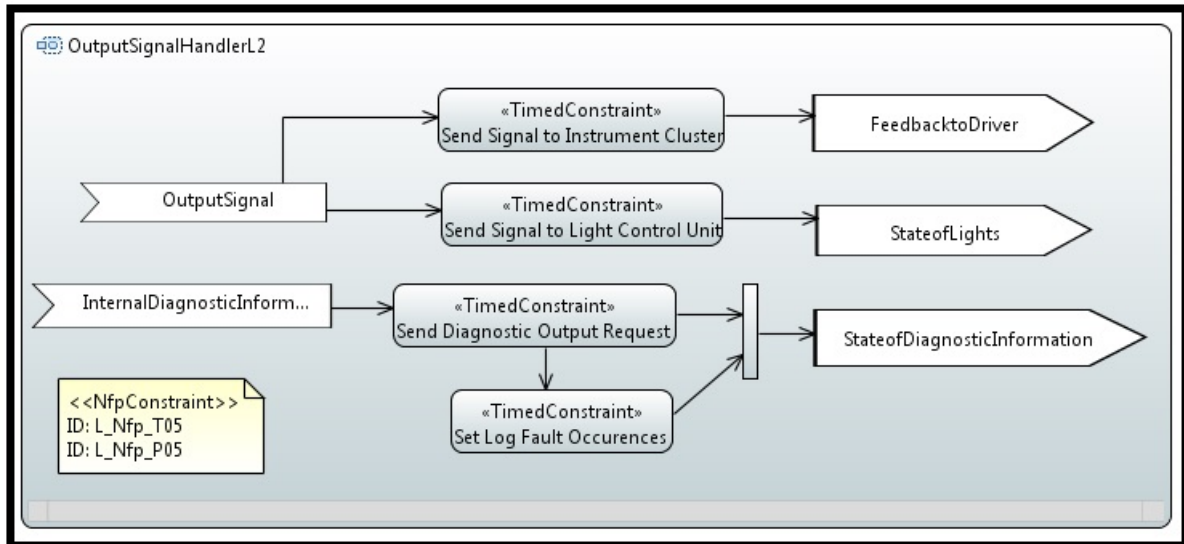 OutputSignalHandlerL2
«TimedConstraint»
Send Signal to Instrument Cluster
FeedbacktoDriver
OutputSignal
«TimedConstraint»
Send Signal to Light Control Unit
StateofLights
InternalDiagnosticInform...
«TimedConstraint»
Send Diagnostic Output Request
StateofDiagnosticInformation
«TimedConstraint»
Set Log Fault Occurences
<<NfpConstraint>>
ID: L_Nfp_T05
ID: L_Nfp_P05